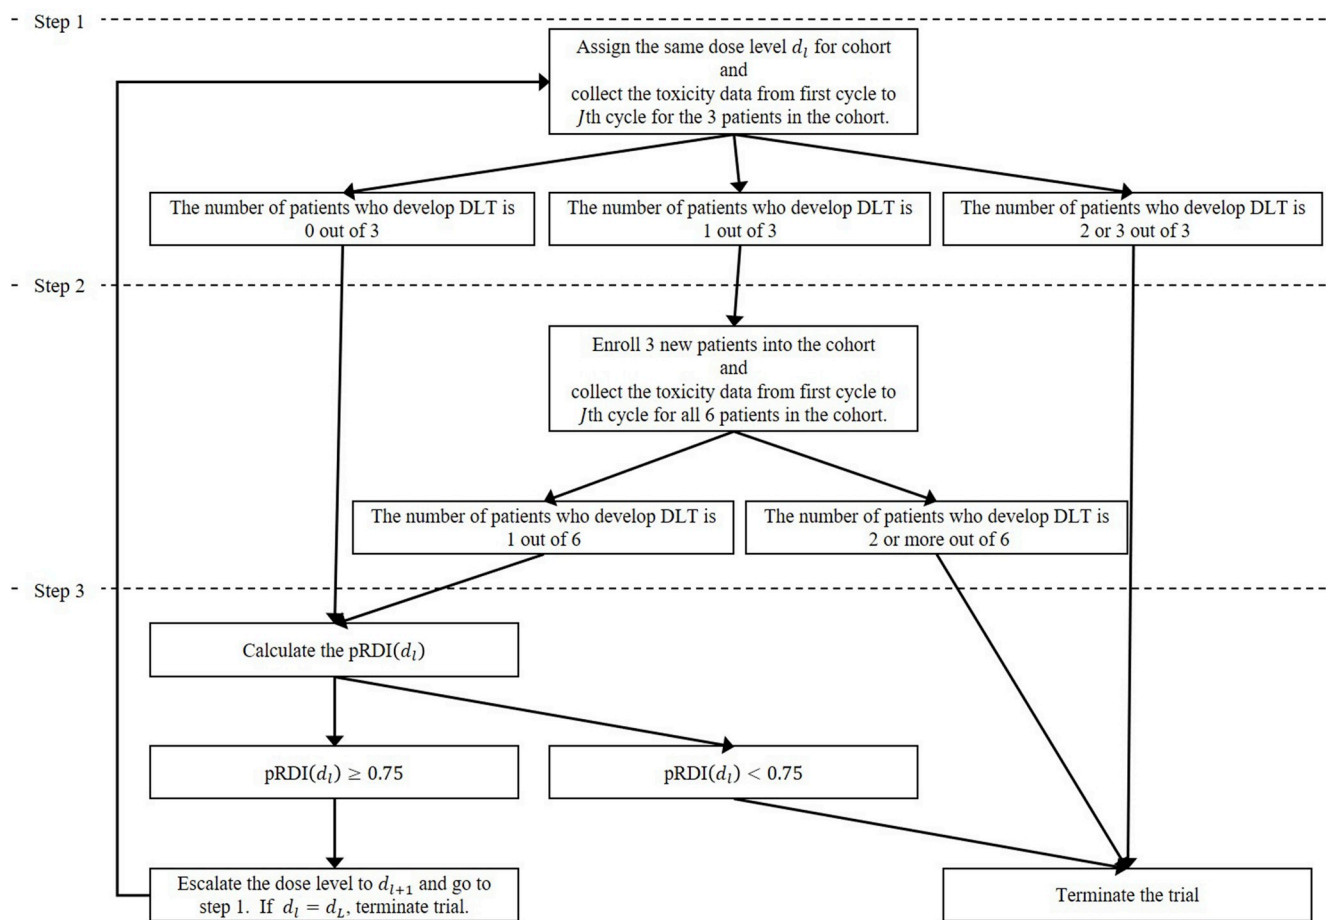 Step 1
Assign the same dose level d_l for cohort
and
collect the toxicity data from first cycle to
Jth cycle for the 3 patients in the cohort.
The number of patients who develop DLT is
0 out of 3
The number of patients who develop DLT is
1 out of 3
The number of patients who develop DLT is
2 or 3 out of 3
Step 2
Enroll 3 new patients into the cohort
and
collect the toxicity data from first cycle to
Jth cycle for all 6 patients in the cohort.
The number of patients who develop DLT is
1 out of 6
The number of patients who develop DLT is
2 or more out of 6
Step 3
Calculate the pRDI(d_l)
pRDI(d_l) ≥ 0.75
pRDI(d_l) < 0.75
Escalate the dose level to d_{l+1} and go to
step 1. If d_l = d_L, terminate trial.
Terminate the trial